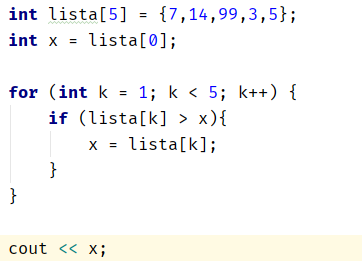 int lista[5] = {7,14,99,3,5};
int x = lista[0];

for (int k = 1; k < 5; k++) {
    if (lista[k] > x){
        x = lista[k];
    }
}

cout << x;